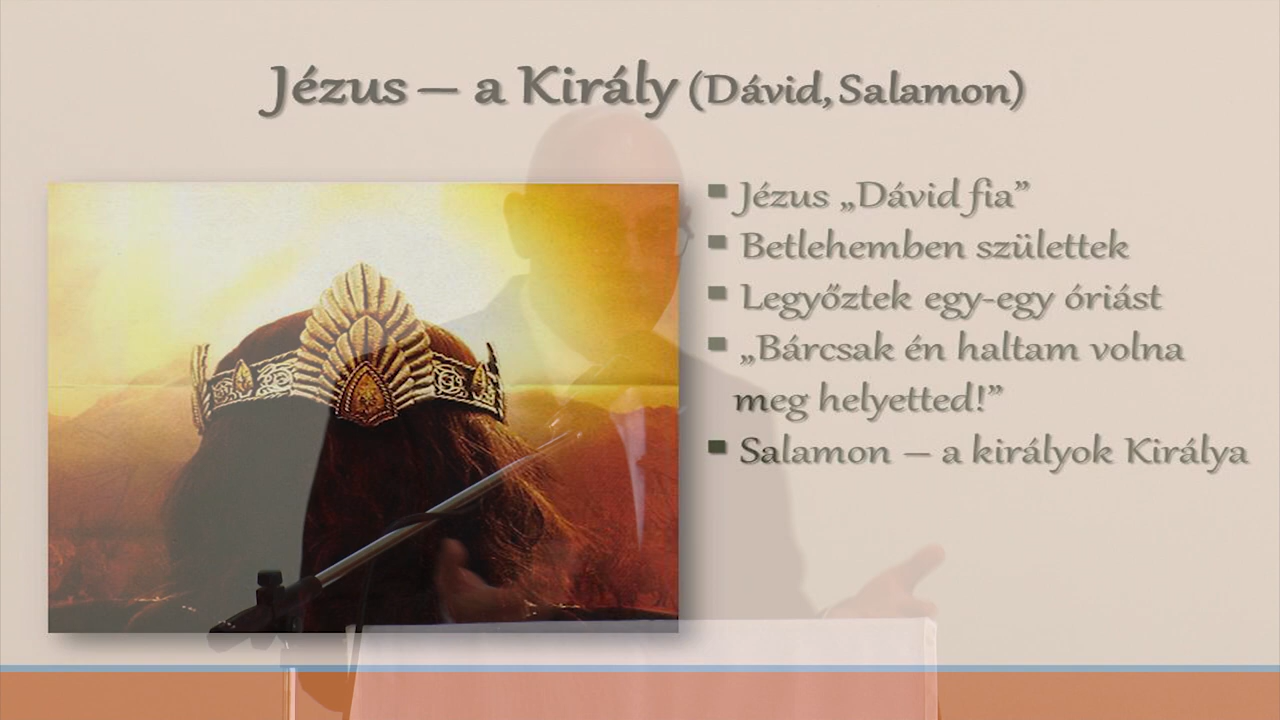 Jézus – a Király (Dávid, Salamon)
▪ Jézus „Dávid fia”
▪ Betlehemben születtek
▪ Legyőztek egy-egy óriást
▪ „Bárcsak én haltam volna
meg helyetted!”
▪ Salamon – a királyok Királya